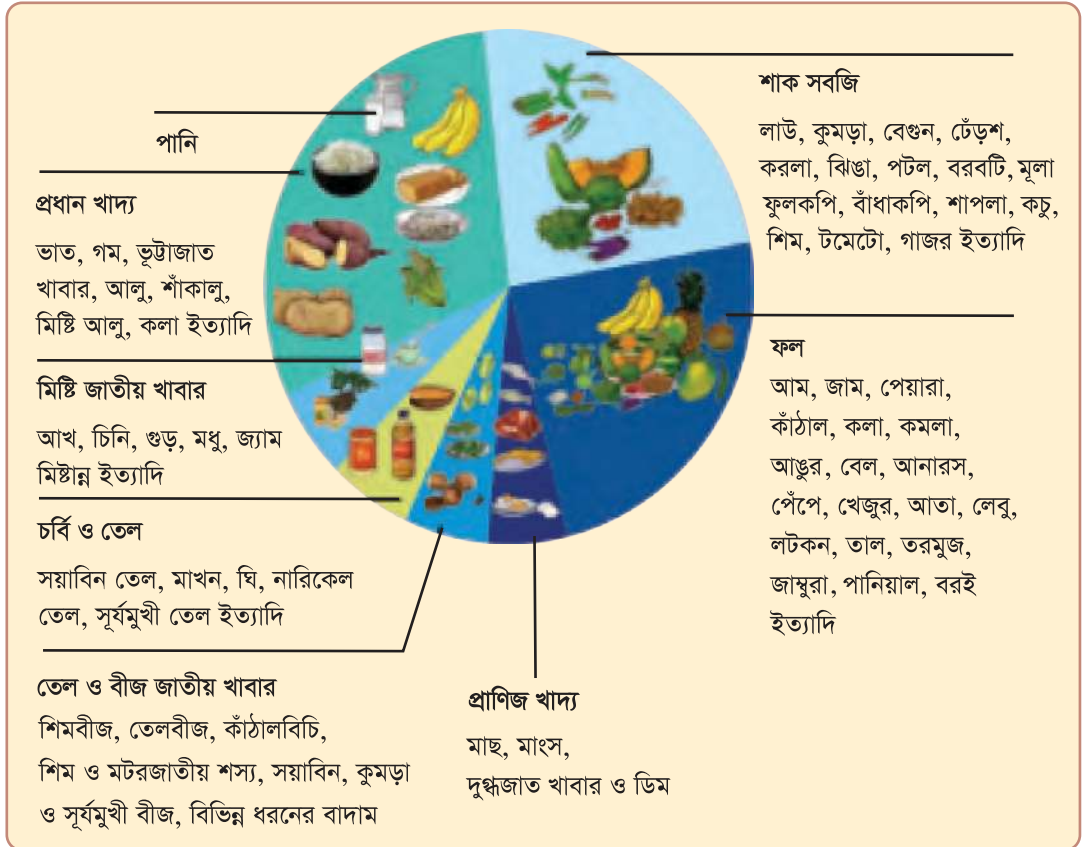 পানি
প্রধান খাদ্য
ভাত, গম, ভূট্টাজাত
খাবার, আলু, শাঁকালু,
মিষ্টি আলু, কলা ইত্যাদি
মিষ্টি জাতীয় খাবার
আখ, চিনি, গুড়, মধু, জ্যাম
মিষ্টান্ন ইত্যাদি
চর্বি ও তেল
সয়াবিন তেল, মাখন, ঘি, নারিকেল
তেল, সূর্যমুখী তেল ইত্যাদি
তেল ও বীজ জাতীয় খাবার
শিমবীজ, তেলবীজ, কাঁঠালবিচি,
শিম ও মটরজাতীয় শস্য, সয়াবিন, কুমড়া
ও সূর্যমুখী বীজ, বিভিন্ন ধরনের বাদাম
প্রাণিজ খাদ্য
মাছ, মাংস,
দুগ্ধজাত খাবার ও ডিম
শাক সবজি
লাউ, কুমড়া, বেগুন, ঢেঁড়শ,
করলা, ঝিঙা, পটল, বরবটি, মূলা
ফুলকপি, বাঁধাকপি, শাপলা, কচু,
শিম, টমেটো, গাজর ইত্যাদি
ফল
আম, জাম, পেয়ারা,
কাঁঠাল, কলা, কমলা,
আঙুর, বেল, আনারস,
পেঁপে, খেজুর, আতা, লেবু,
লটকন, তাল, তরমুজ,
জাম্বুরা, পানিয়াল, বরই
ইত্যাদি